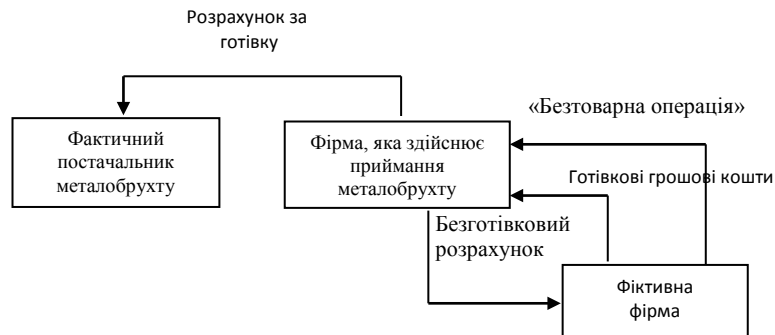 Розрахунок за
готівку
«Безтоварна операція»
Фактичний
постачальник
металобрухту
Фірма, яка здійснює
приймання
металобрухту
Готівкові грошові кошти
Безготівковий
розрахунок
Фіктивна
фірма